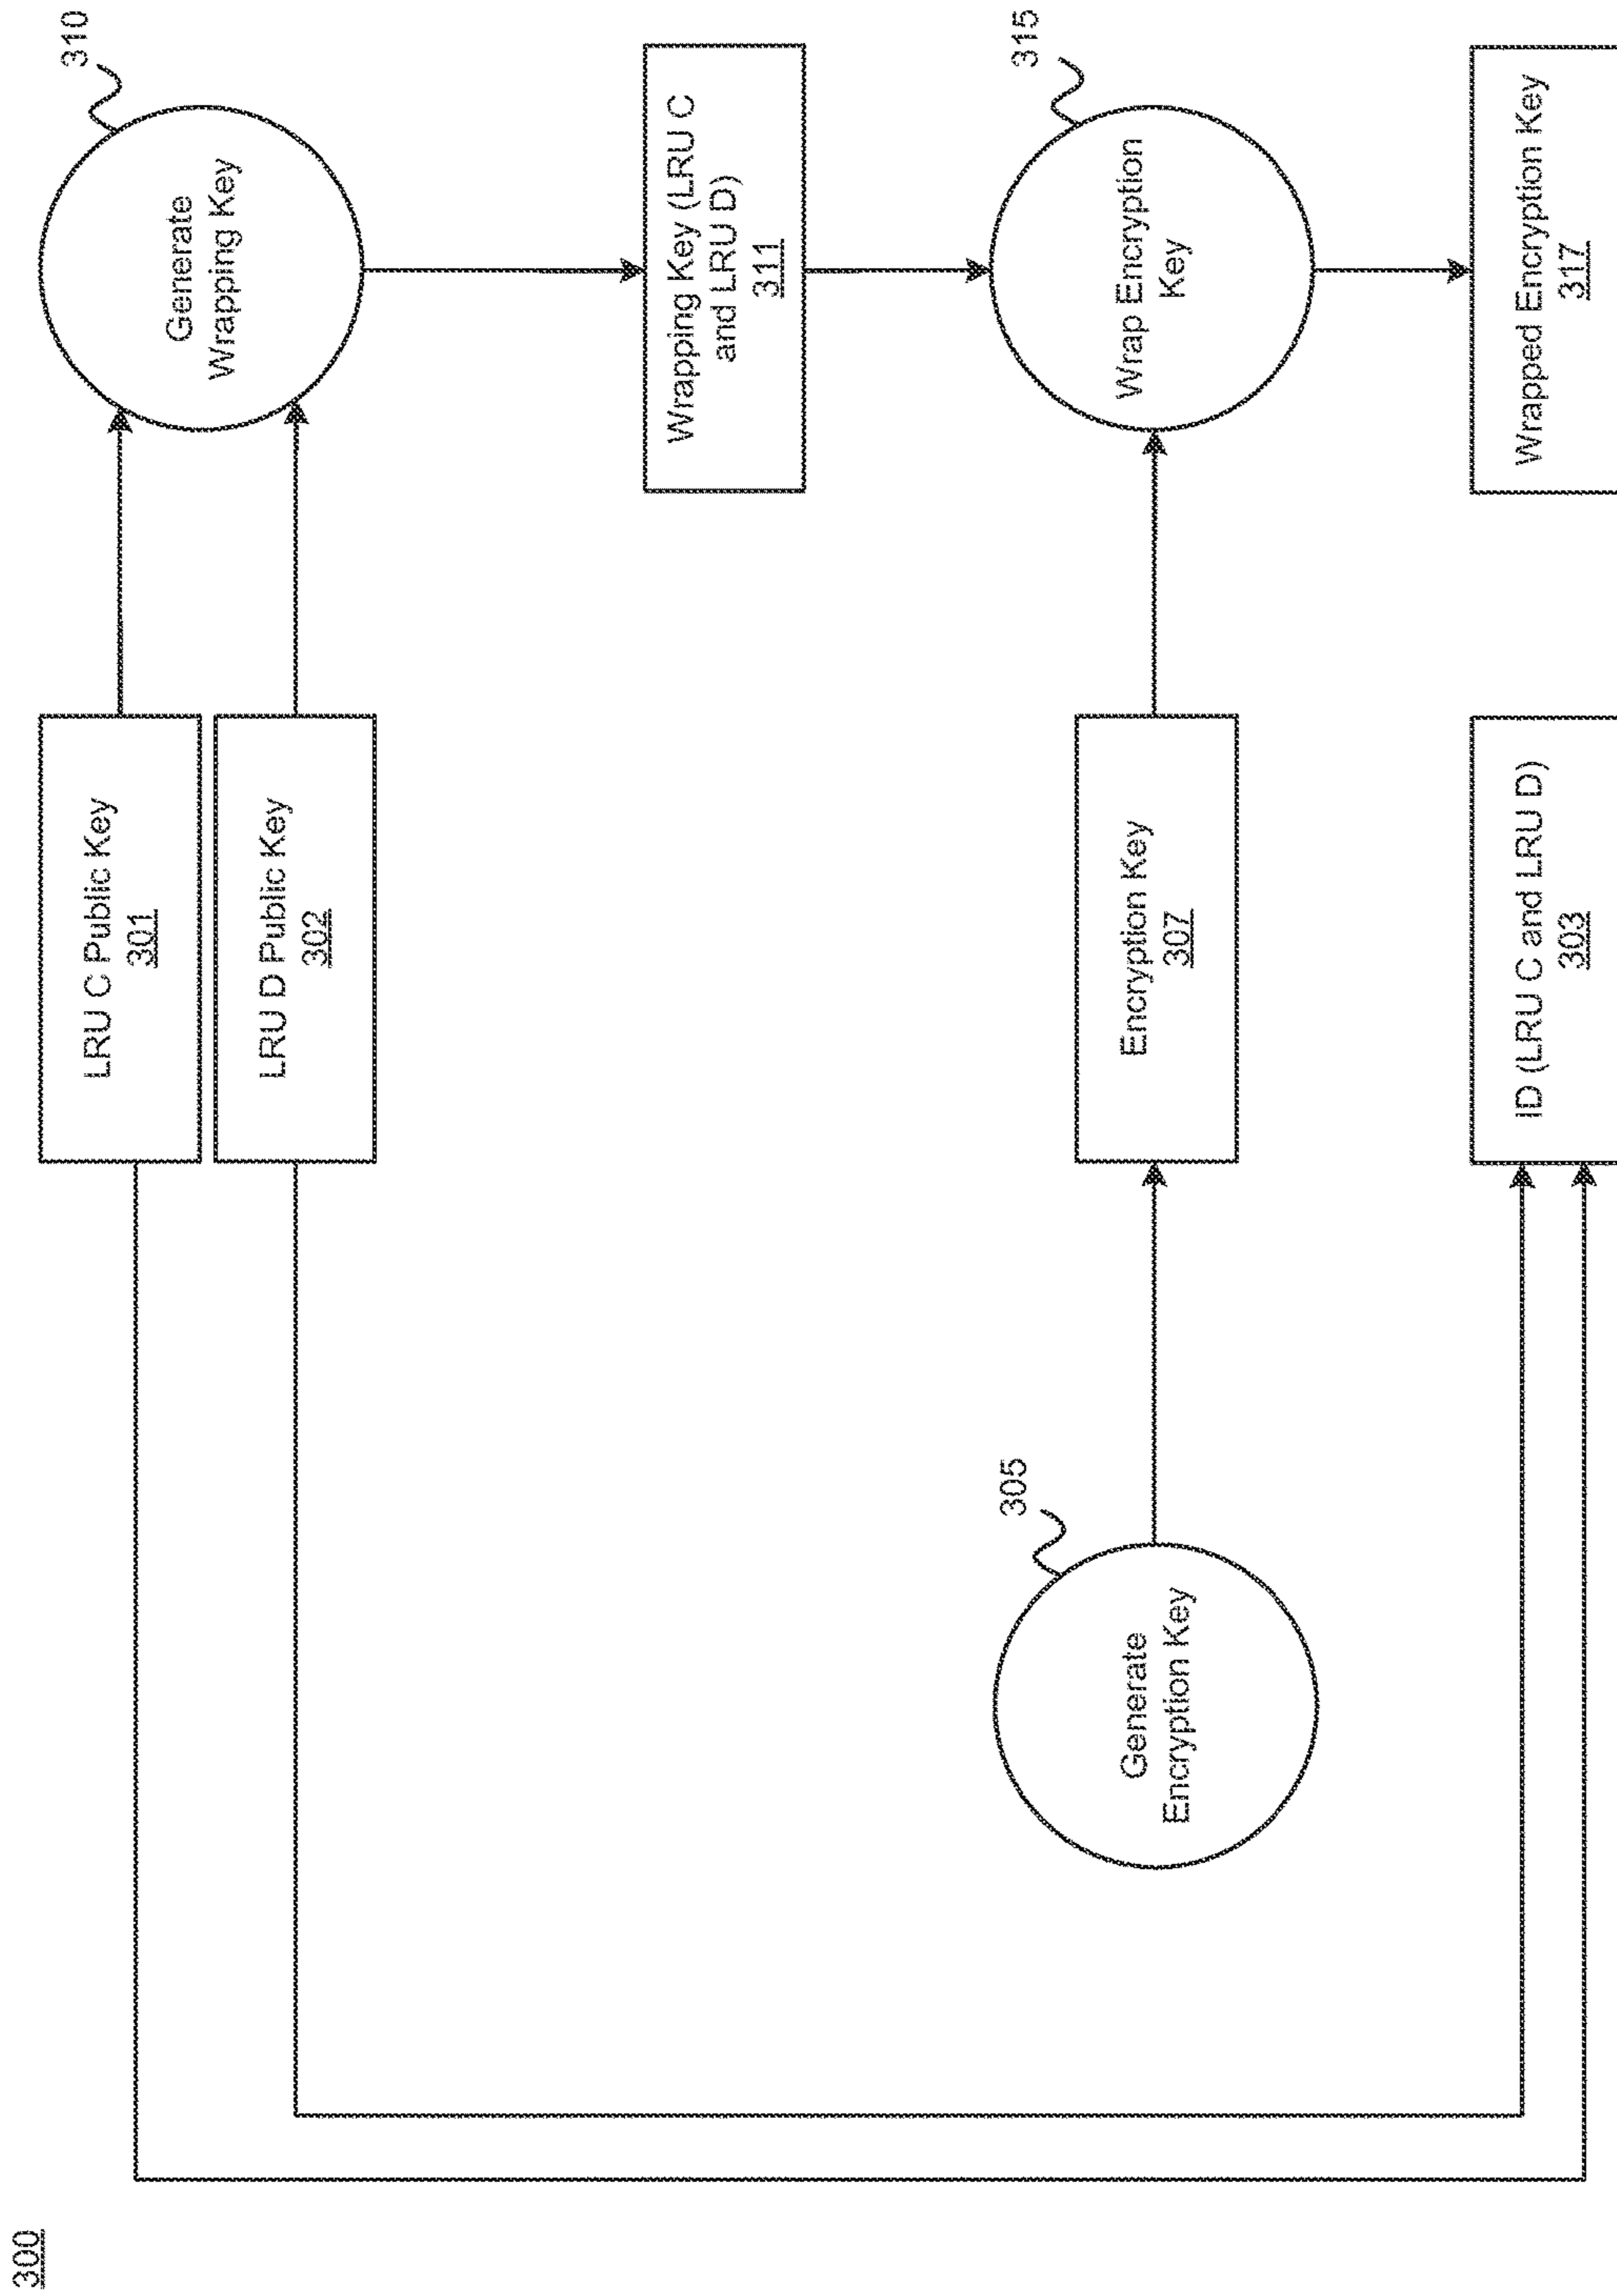 300
LRU C Public Key
301
LRU D Public Key
302
310
Generate
Wrapping Key
Wrapping Key (LRU C
and LRU D)
311
305
Generate
Encryption Key
Encryption Key
307
315
Wrap Encryption
Key
ID (LRU C and LRU D)
303
Wrapped Encryption Key
317